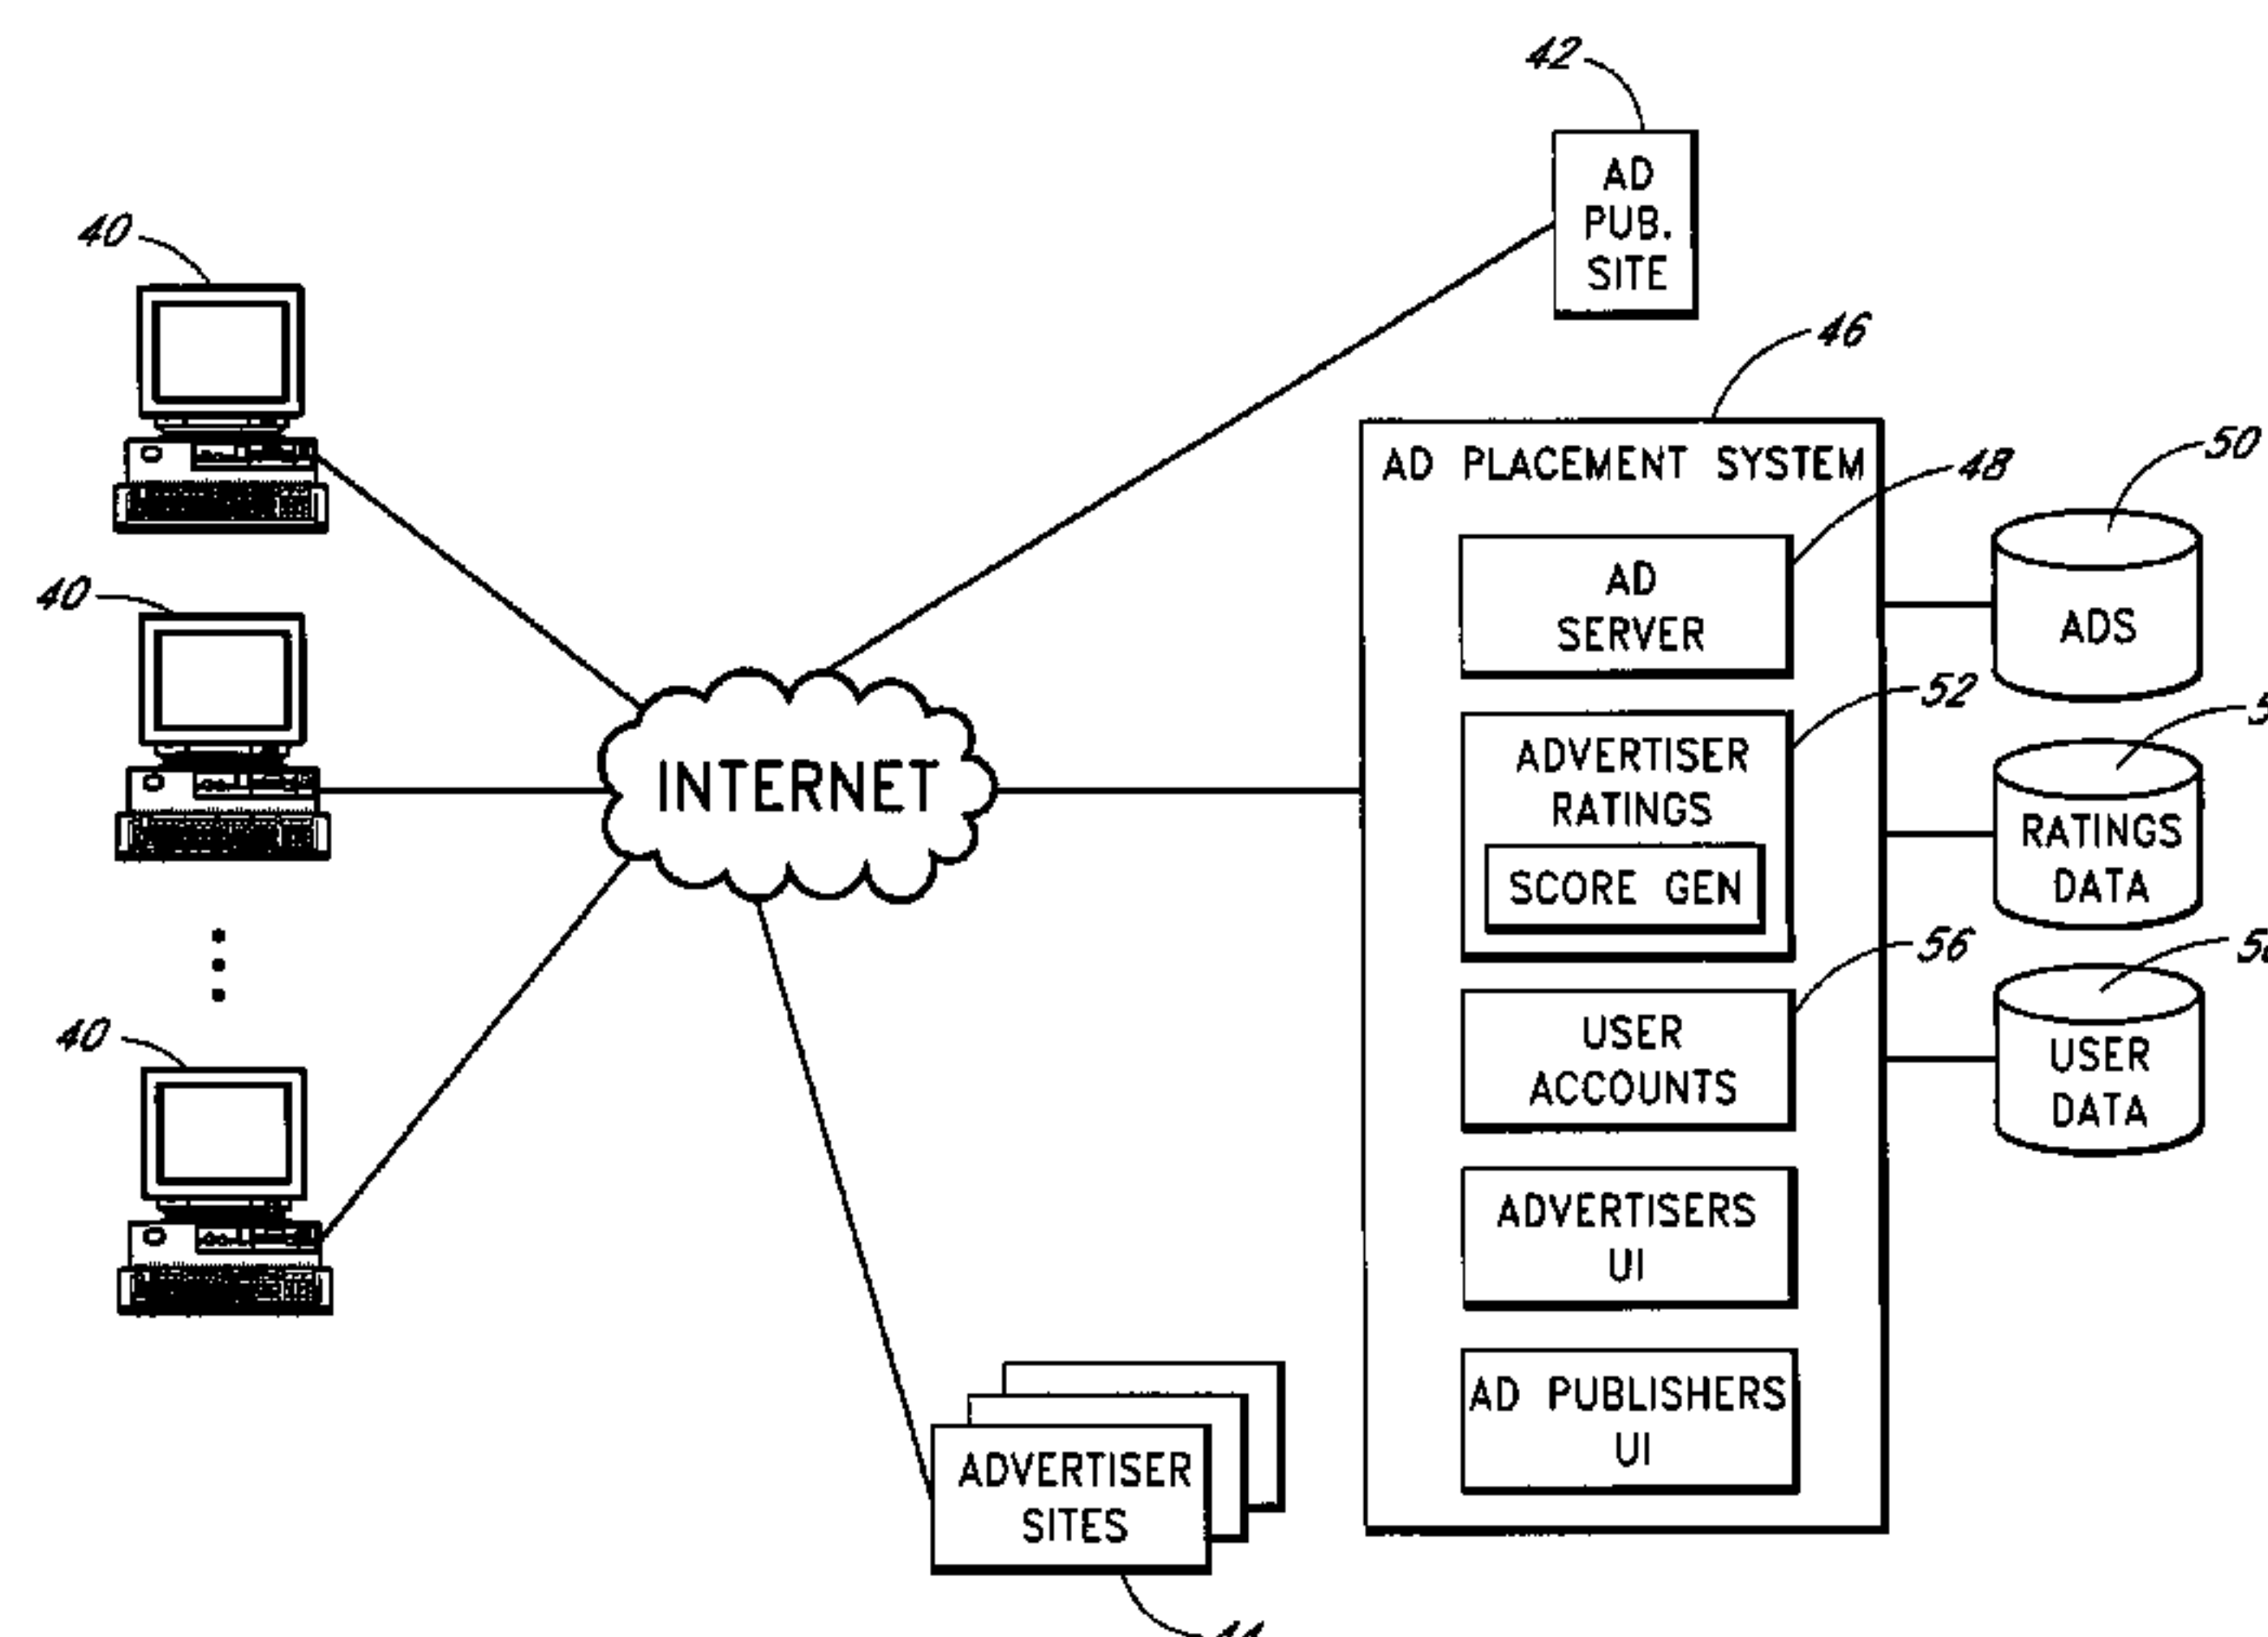 42
AD
PUB.
SITE
40
46
AD PLACEMENT SYSTEM
48
50
AD
SERVER
ADS
40
52
INTERNET
ADVERTISER
RATINGS
SCORE GEN
RATINGS
DATA
56
USER
ACCOUNTS
USER
DATA
40
ADVERTISERS
UI
AD PUBLISHERS
UI
ADVERTISER
SITES